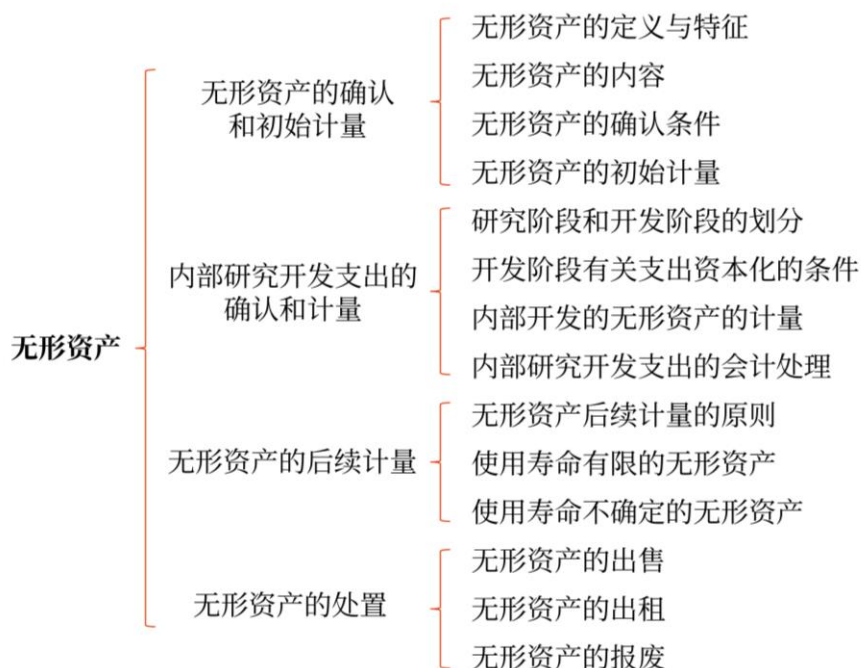 无形资产
无形资产的确认
和初始计量
无形资产的定义与特征
无形资产的内容
无形资产的确认条件
无形资产的初始计量
内部研究开发支出的
确认和计量
研究阶段和开发阶段的划分
开发阶段有关支出资本化的条件
内部开发的无形资产的计量
内部研究开发支出的会计处理
无形资产的后续计量
无形资产后续计量的原则
使用寿命有限的无形资产
使用寿命不确定的无形资产
无形资产的处置
无形资产的出售
无形资产的出租
无形资产的报废